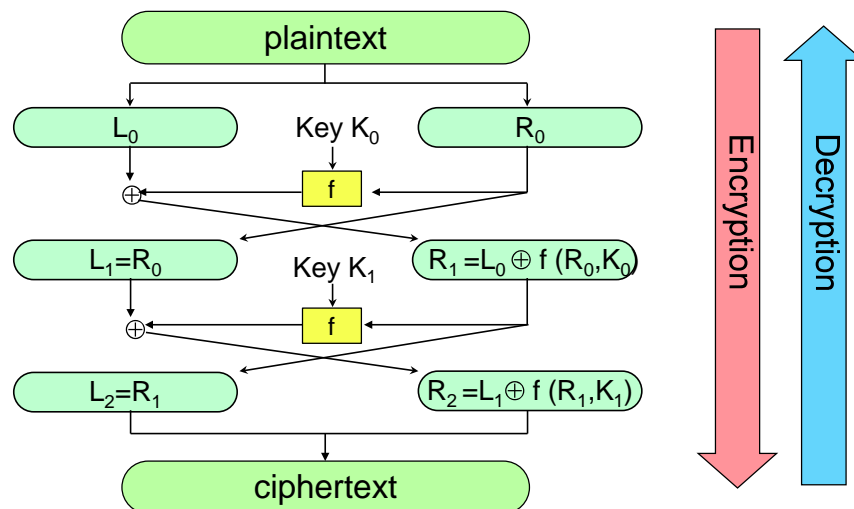 plaintext
L₀
Key K₀
R₀
f
⊕
L₁=R₀
Key K₁
R₁=L₀⊕ f (R₀,K₀)
f
⊕
L₂=R₁
R₂=L₁⊕ f (R₁,K₁)
ciphertext
Encryption
Decryption